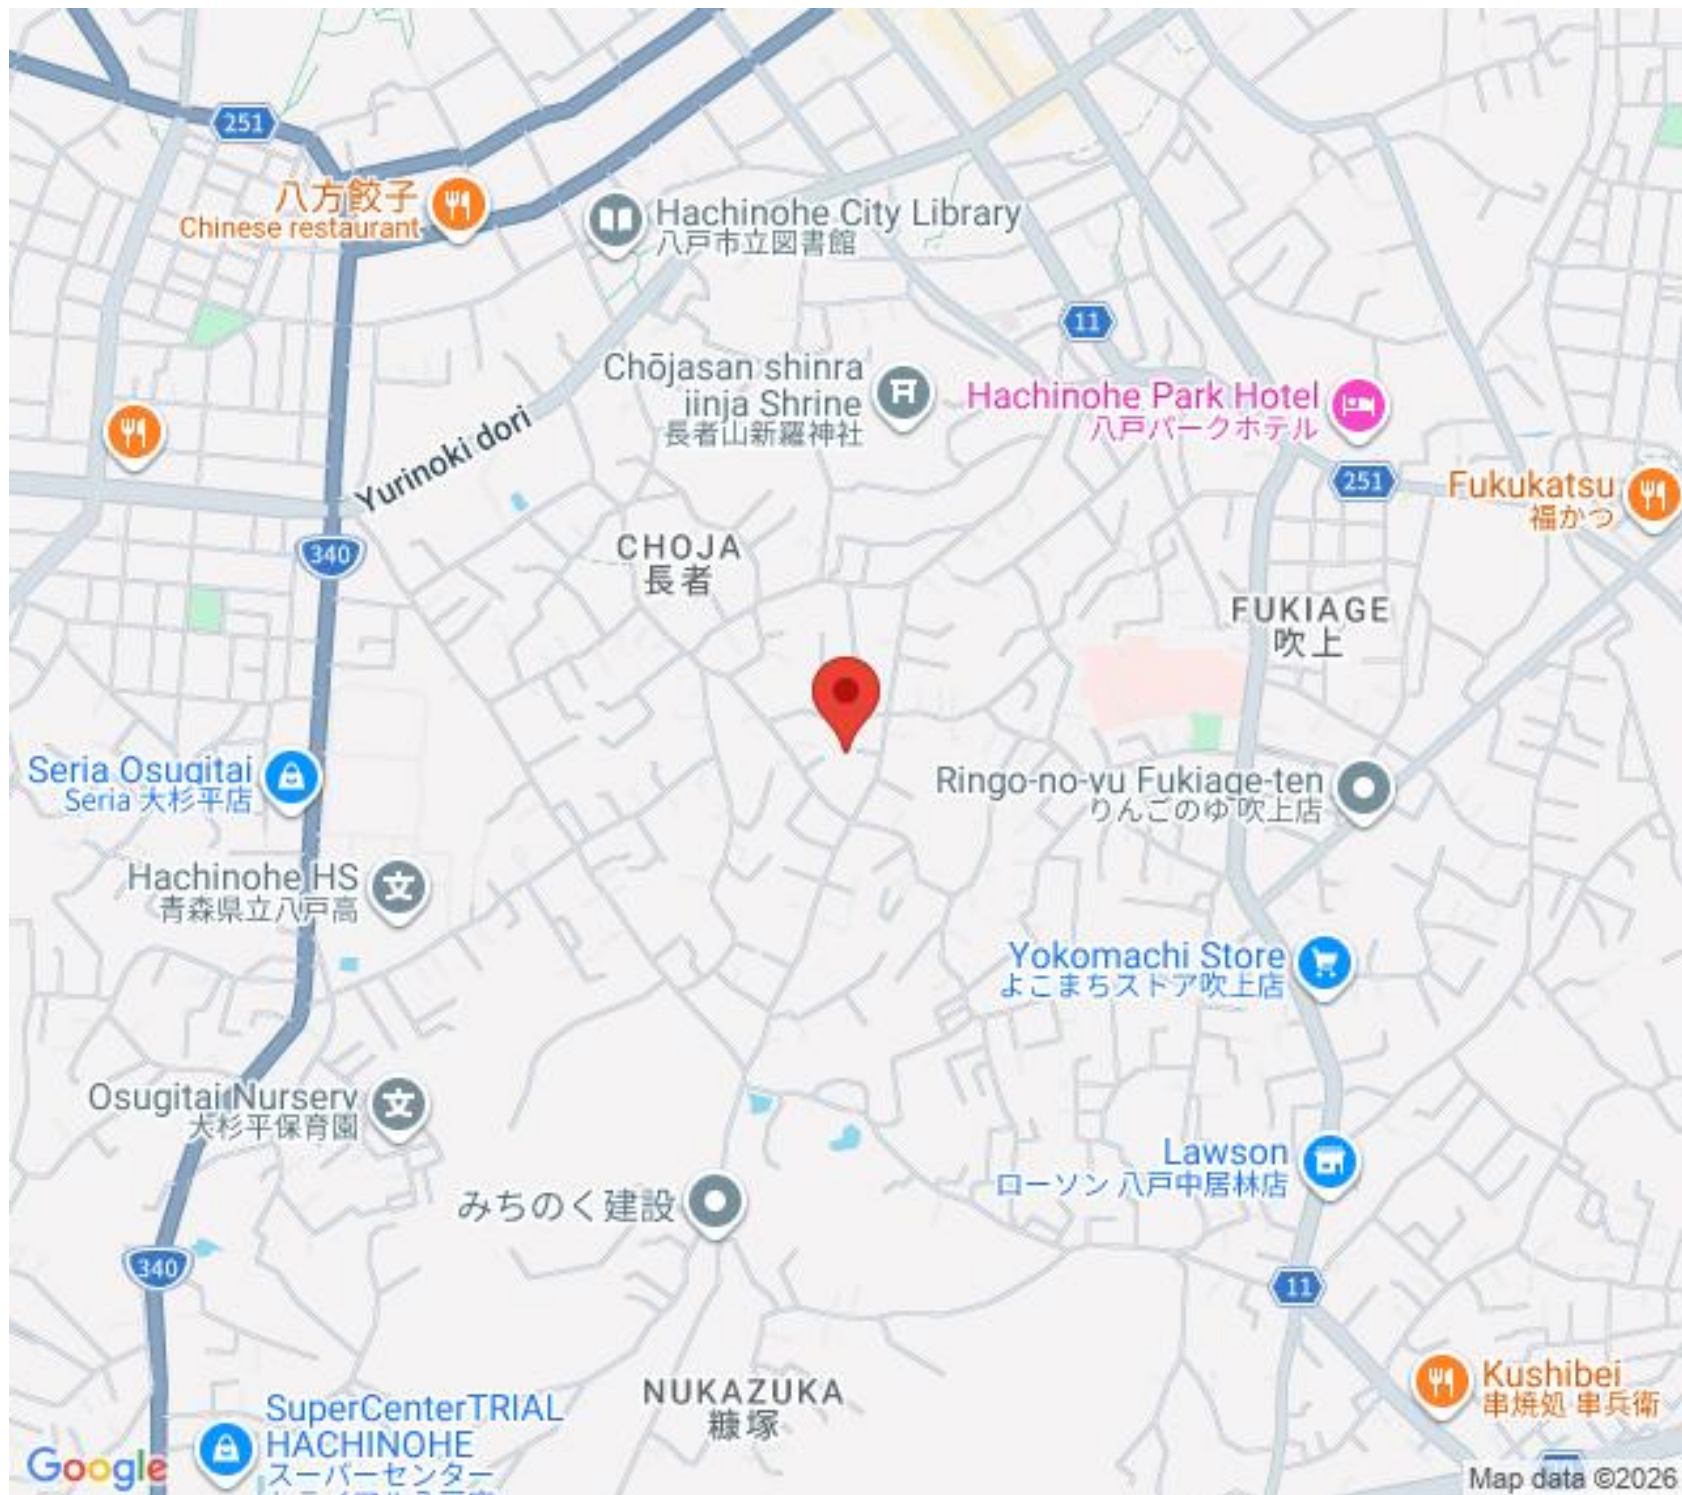 251
八方餃子
Chinese restaurant
Hachinohe City Library
八戸市立図書館
11
Chōjasan shinra
jinja Shrine
長者山新羅神社
Hachinohe Park Hotel
八戸パークホテル
Yurinoki dori
251
Fukukatsu
福かつ
340
CHOJA
長者
FUKIAGE
吹上
Seria Osugitai
Seria 大杉平店
Ringo-no-yu Fukiage-ten
りんごのゆ 吹上店
Hachinohe HS
青森県立八戸高
Yokomachi Store
よこまちストア吹上店
Osugitai Nursery
大杉平保育園
Lawson
ローソン 八戸中居林店
みちのく建設
340
11
NUKAZUKA
糠塚
Kushibei
串焼処 串兵衛
SuperCenterTRIAL
HACHINOHE
スーパーセンター
Google
Map data ©2026